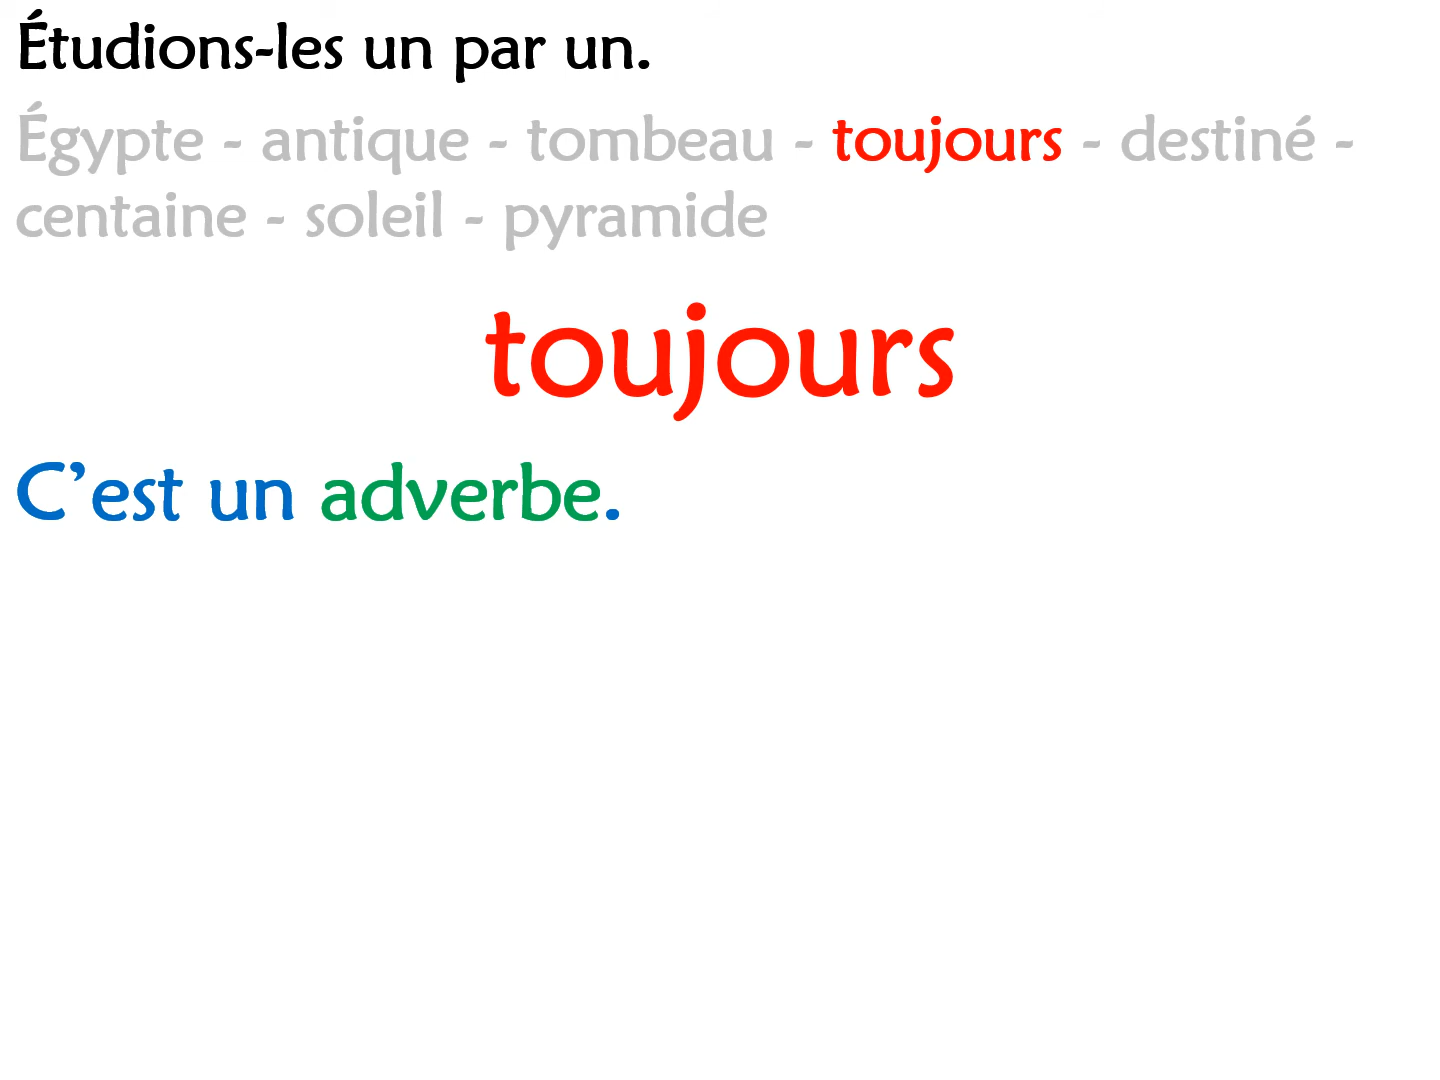 Étudions-les un par un.
Égypte - antique - tombeau - toujours - destiné -
centaine - soleil - pyramide
toujours
C’est un adverbe.